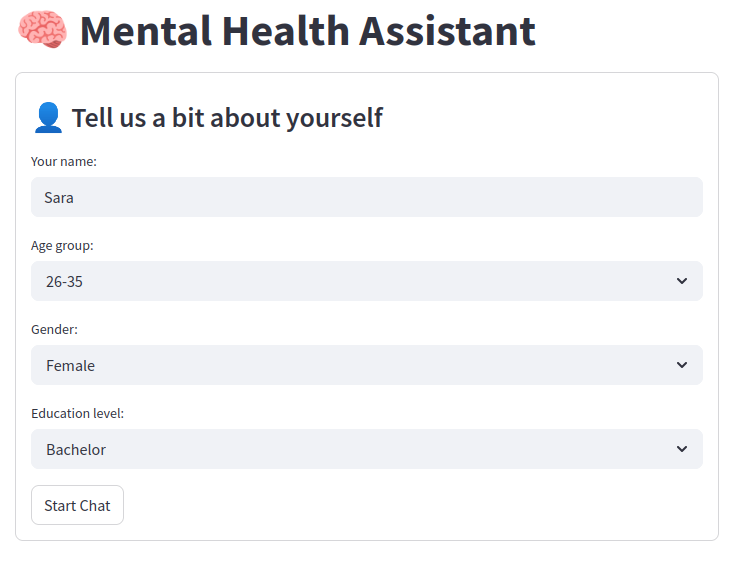 Mental Health Assistant
Tell us a bit about yourself
Your name:
Sara
Age group:
26-35
Gender:
Female
Education level:
Bachelor
Start Chat